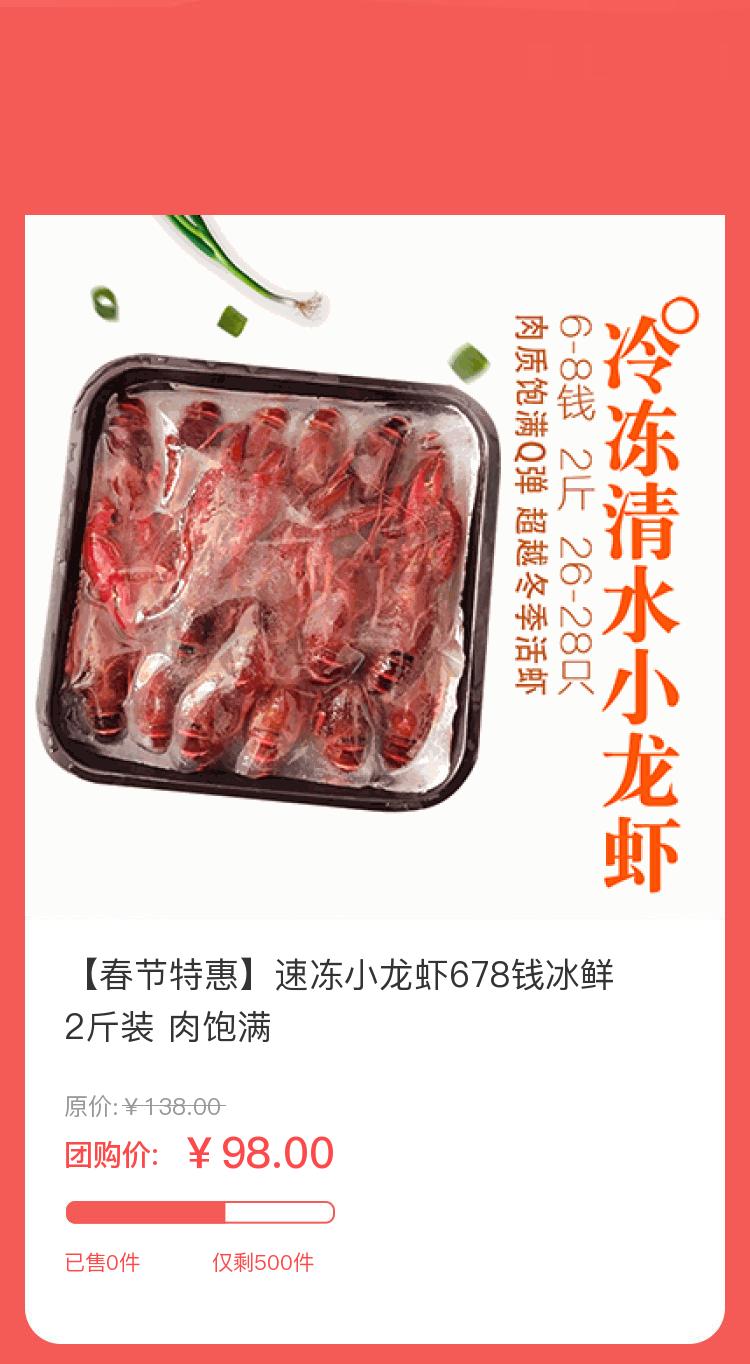 冷冻清水小龙虾
6-8钱 2斤 26-28只
肉质饱满Q弹 超越冬季活虾
【春节特惠】速冻小龙虾678钱冰鲜
2斤装 肉饱满
原价:￥138.00
团购价: ￥98.00
已售0件 仅剩500件